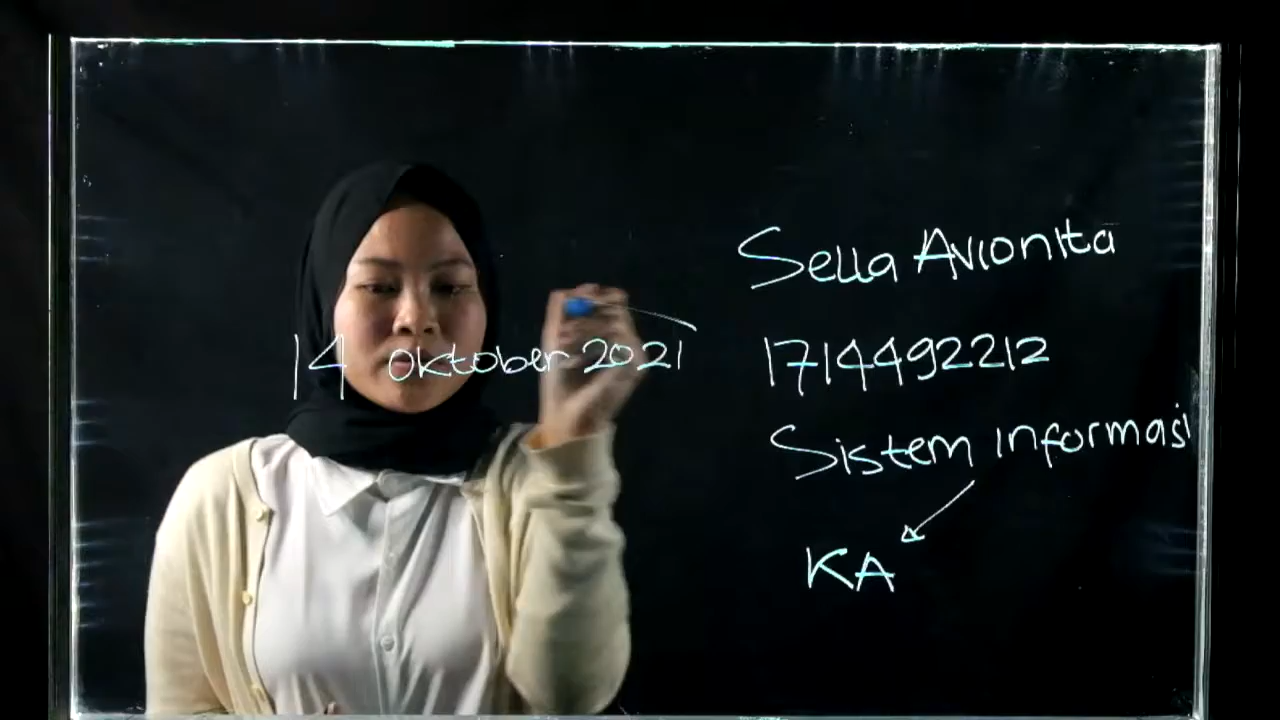 Sella Avionita
14 Oktober 2021
1714492212
Sistem informasi
KA